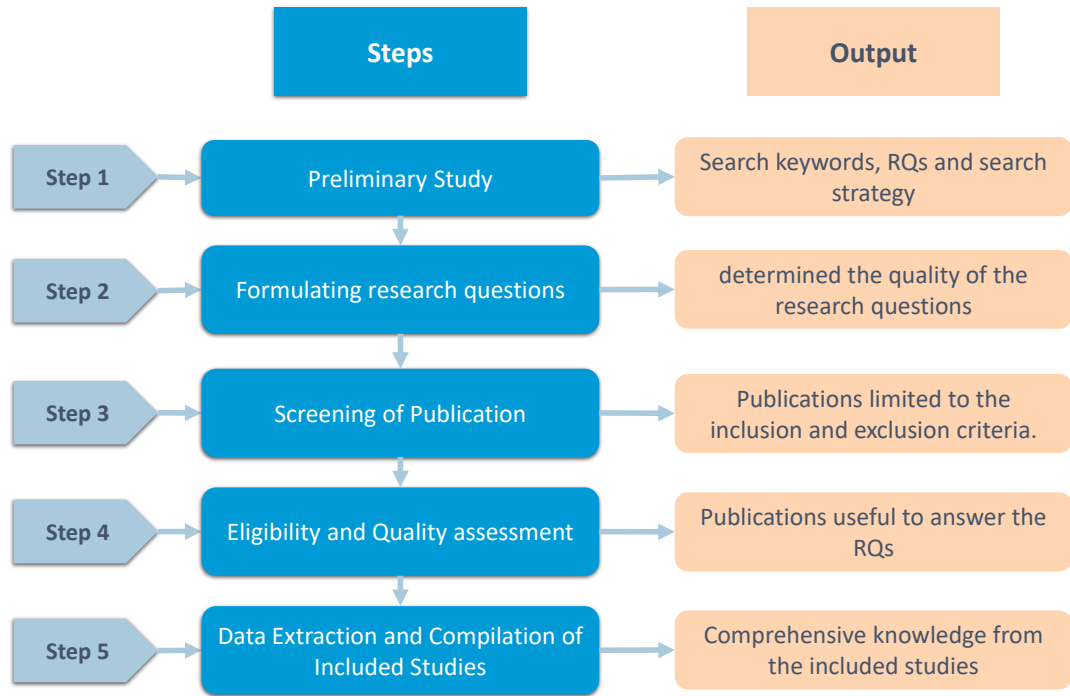 Steps
Output
Step 1
Preliminary Study
Search keywords, RQs and search
strategy
Step 2
Formulating research questions
determined the quality of the
research questions
Step 3
Screening of Publication
Publications limited to the
inclusion and exclusion criteria.
Step 4
Eligibility and Quality assessment
Publications useful to answer the
RQs
Step 5
Data Extraction and Compilation of
Included Studies
Comprehensive knowledge from
the included studies